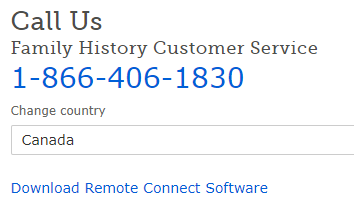 Call Us
Family History Customer Service
1-866-406-1830
Change country
Canada
Download Remote Connect Software